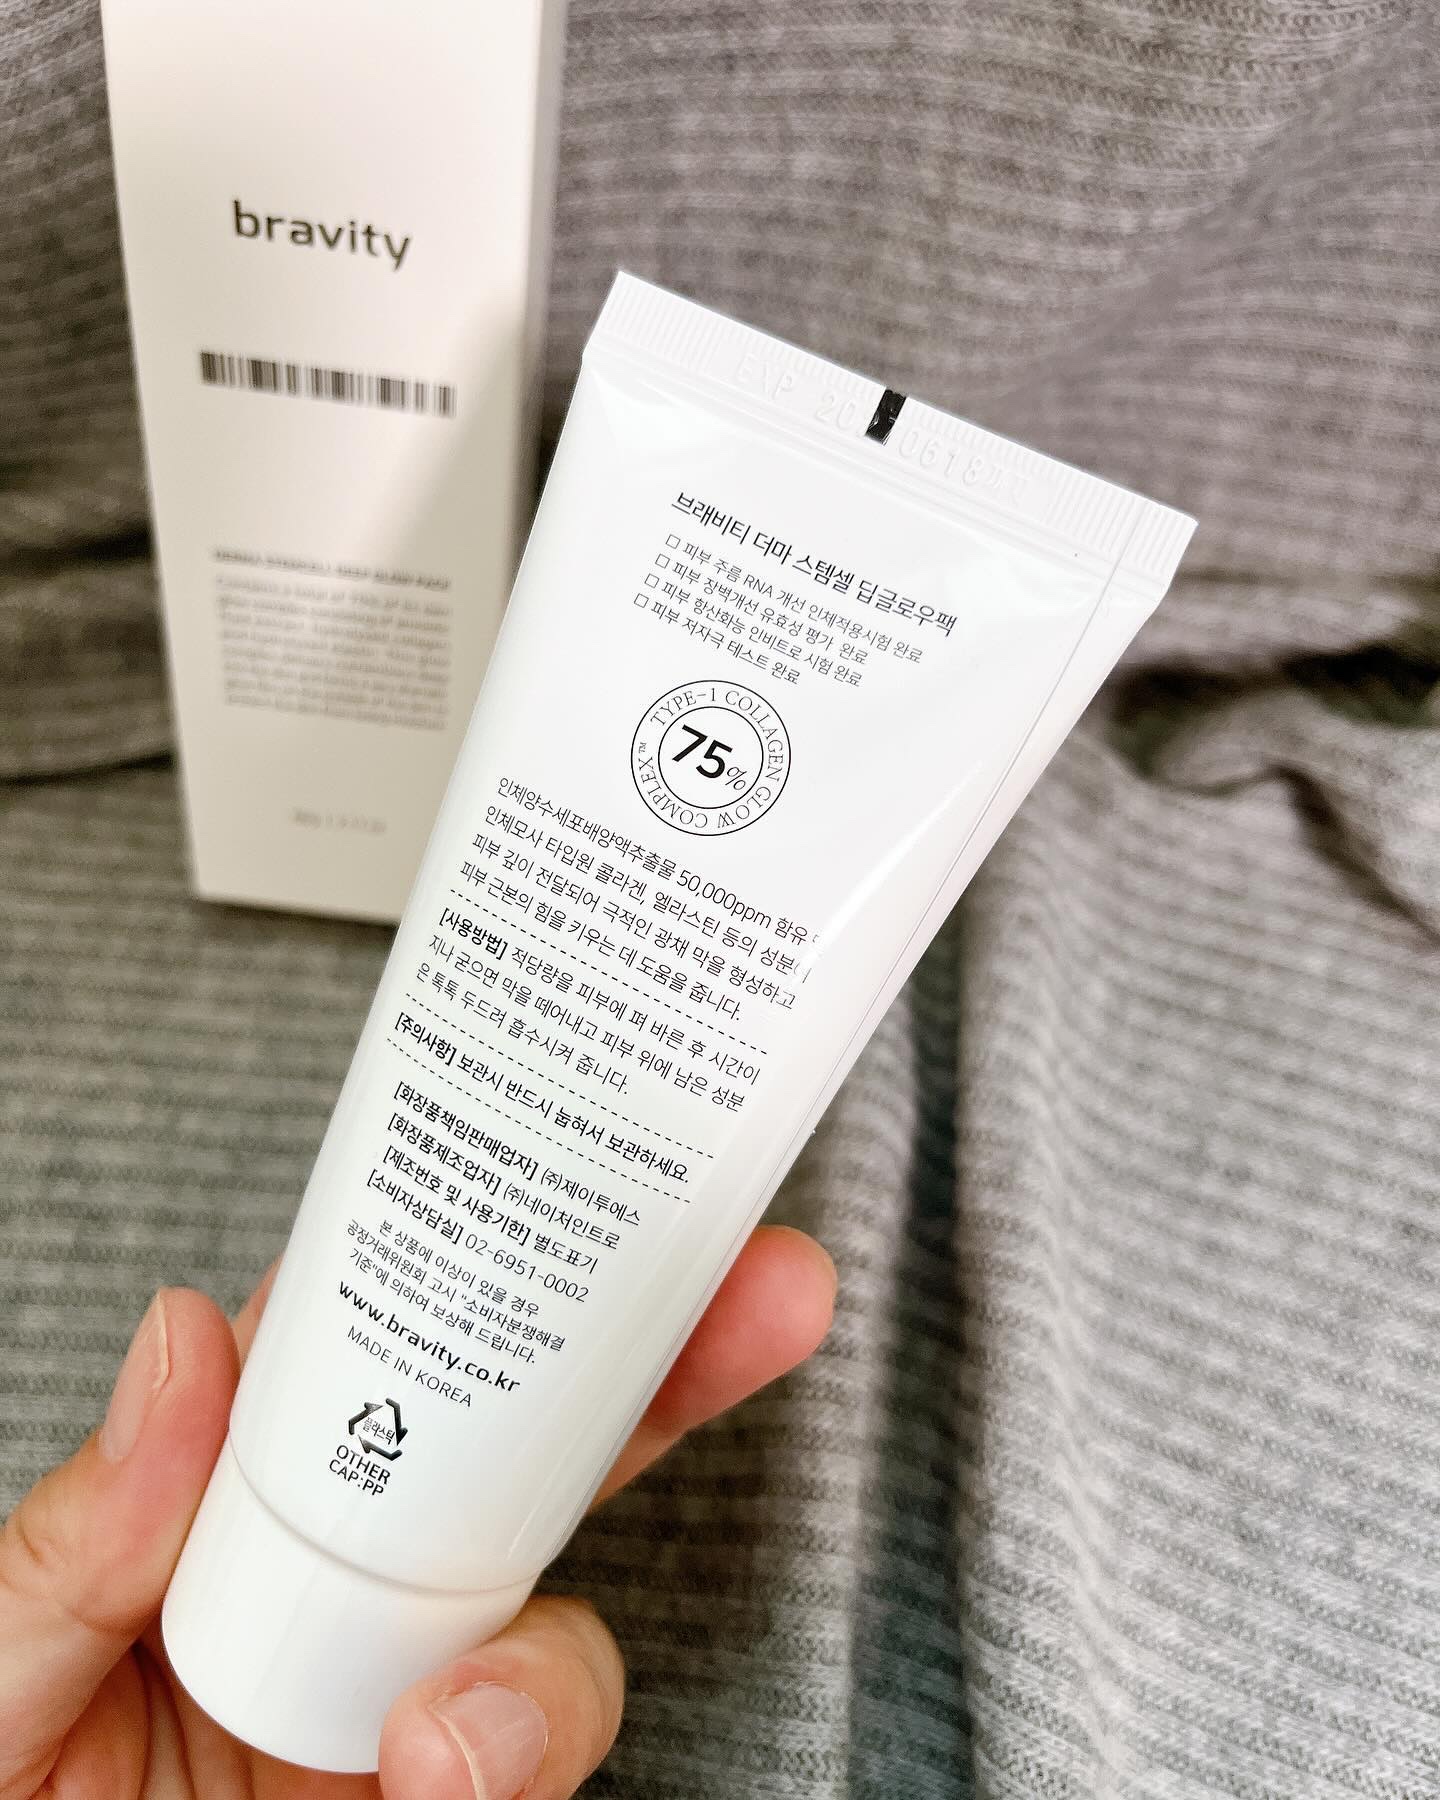 bravity
EXP 20 0618
브래비티 더마 스템셀 딥글로우팩
□ 피부 주름 RNA 개선 인체적용시험 완료
□ 피부 장벽개선 유효성 평가 완료
□ 피부 항산화능 인비트로 시험 완료
□ 피부 저자극 테스트 완료
TYPE-1 COLLAGEN GLOW COMPLEX™
75%
인체양수세포배양액추출물 50,000ppm 함유
인체모사 타입원 콜라겐, 엘라스틴 등의 성분이
피부 깊이 전달되어 극적인 광채 막을 형성하고
피부 근본의 힘을 키우는 데 도움을 줍니다.
[사용방법] 적당량을 피부에 펴 바른 후 시간이
지나 굳으면 막을 떼어내고 피부 위에 남은 성분
은 톡톡 두드려 흡수시켜 줍니다.
[주의사항] 보관시 반드시 눕혀서 보관하세요.
[화장품책임판매업자] ㈜제이투에스
[화장품제조업자] ㈜네이처인트로
[제조번호 및 사용기한] 별도표기
[소비자상담실] 02-6951-0002
본 상품에 이상이 있을 경우
공정거래위원회 고시 "소비자분쟁해결
기준"에 의하여 보상해 드립니다.
www.bravity.co.kr
MADE IN KOREA
플라스틱
OTHER
CAP:PP